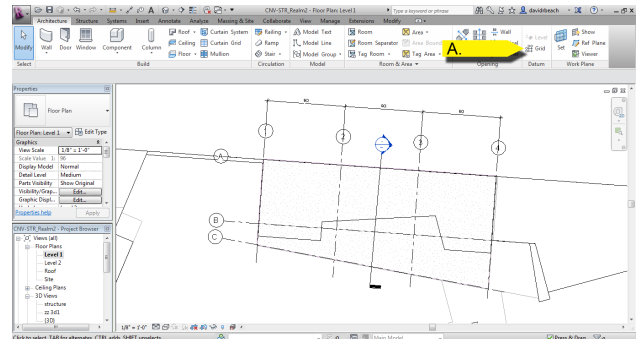 CNV-STR_Realm2 - Floor Plan: Level 1
Type a keyword or phrase
davidfreach
Architecture Structure Systems Insert Annotate Analyze Massing & Site Collaborate View Manage Extensions Modify
Modify Wall Door Window Component Column
Roof Curtain System Railing Model Text Room Area Wall Level Show
Ceiling Curtain Grid Ramp Model Line Room Separator Area Grid Set Ref Plane
Floor Mullion Stair Model Group Tag Room Tag Area Viewer
A.
Select Build Circulation Model Room & Area Opening Datum Work Plane
Properties
Floor Plan
Floor Plan: Level 1 Edit Type
Graphics
View Scale 1/8" = 1'-0"
Scale Value 1: 96
Display Model Normal
Detail Level Medium
Parts Visibility Show Original
Visibility/Grap... Edit...
Graphic Displ... Edit...
Properties help Apply
CNV-STR_Realm2 - Project Browser
Views (all)
Floor Plans
Level 1
Level 2
Roof
Site
Ceiling Plans
3D Views
structure
zz 3d1
{3D}
1
2
3
4
A
B
C
1/8" = 1'-0"
Click to select, TAB for alternates, CTRL adds, SHIFT unselects.
Main Model
Press & Drag